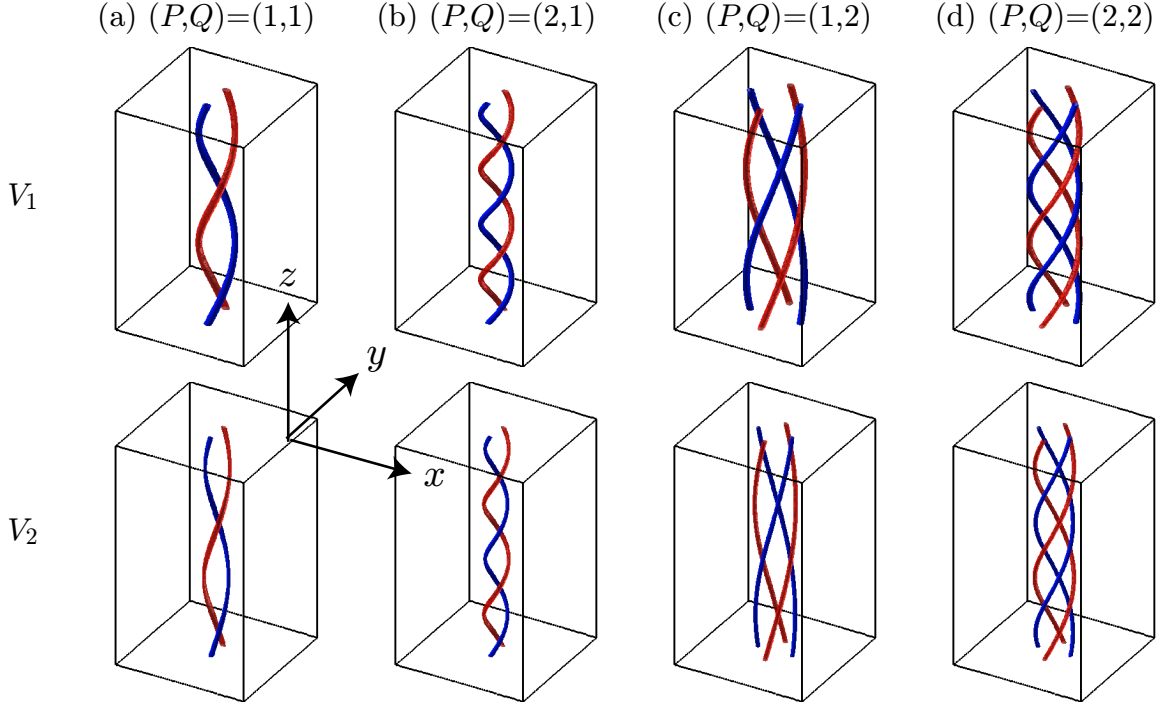 (a) (P,Q)=(1,1) (b) (P,Q)=(2,1) (c) (P,Q)=(1,2) (d) (P,Q)=(2,2)
V₁
z
y
x
V₂